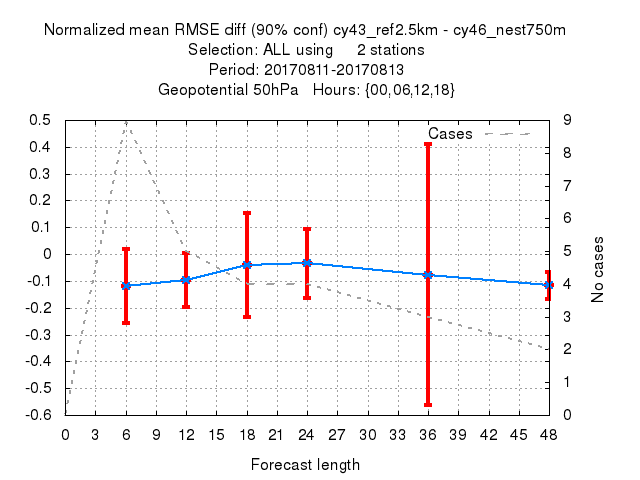 Normalized mean RMSE diff (90% conf) cy43_ref2.5km - cy46_nest750m
Selection: ALL using     2 stations
Period: 20170811-20170813
Geopotential 50hPa   Hours: {00,06,12,18}
Cases
0.5
0.4
0.3
0.2
0.1
0
-0.1
-0.2
-0.3
-0.4
-0.5
-0.6
9
8
7
6
5
4
3
2
1
0
No cases
0 3 6 9 12 15 18 21 24 27 30 33 36 39 42 45 48
Forecast length